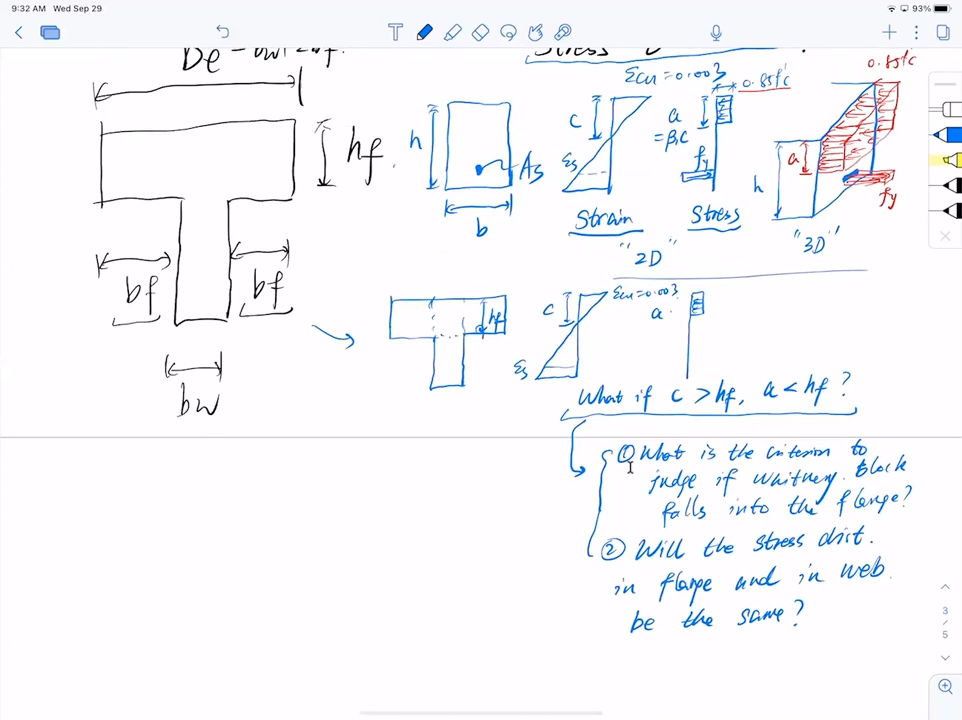 9:32 AM Wed Sep 29
93%
Stress
εcu = 0.003
0.85f'c
0.85f'c
h
c
a
= β1c
fy
εs
As
b
hf
a
h
fy
Strain
Stress
"2D"
"3D"
bf
bf
bw
hf
c
εcu = 0.003
a
εs
What if c > hf, a < hf ?
① What is the criterion to
judge if whitney block
falls into the flange?
② Will the stress dist.
in flange and in web
be the same?
3
/
5